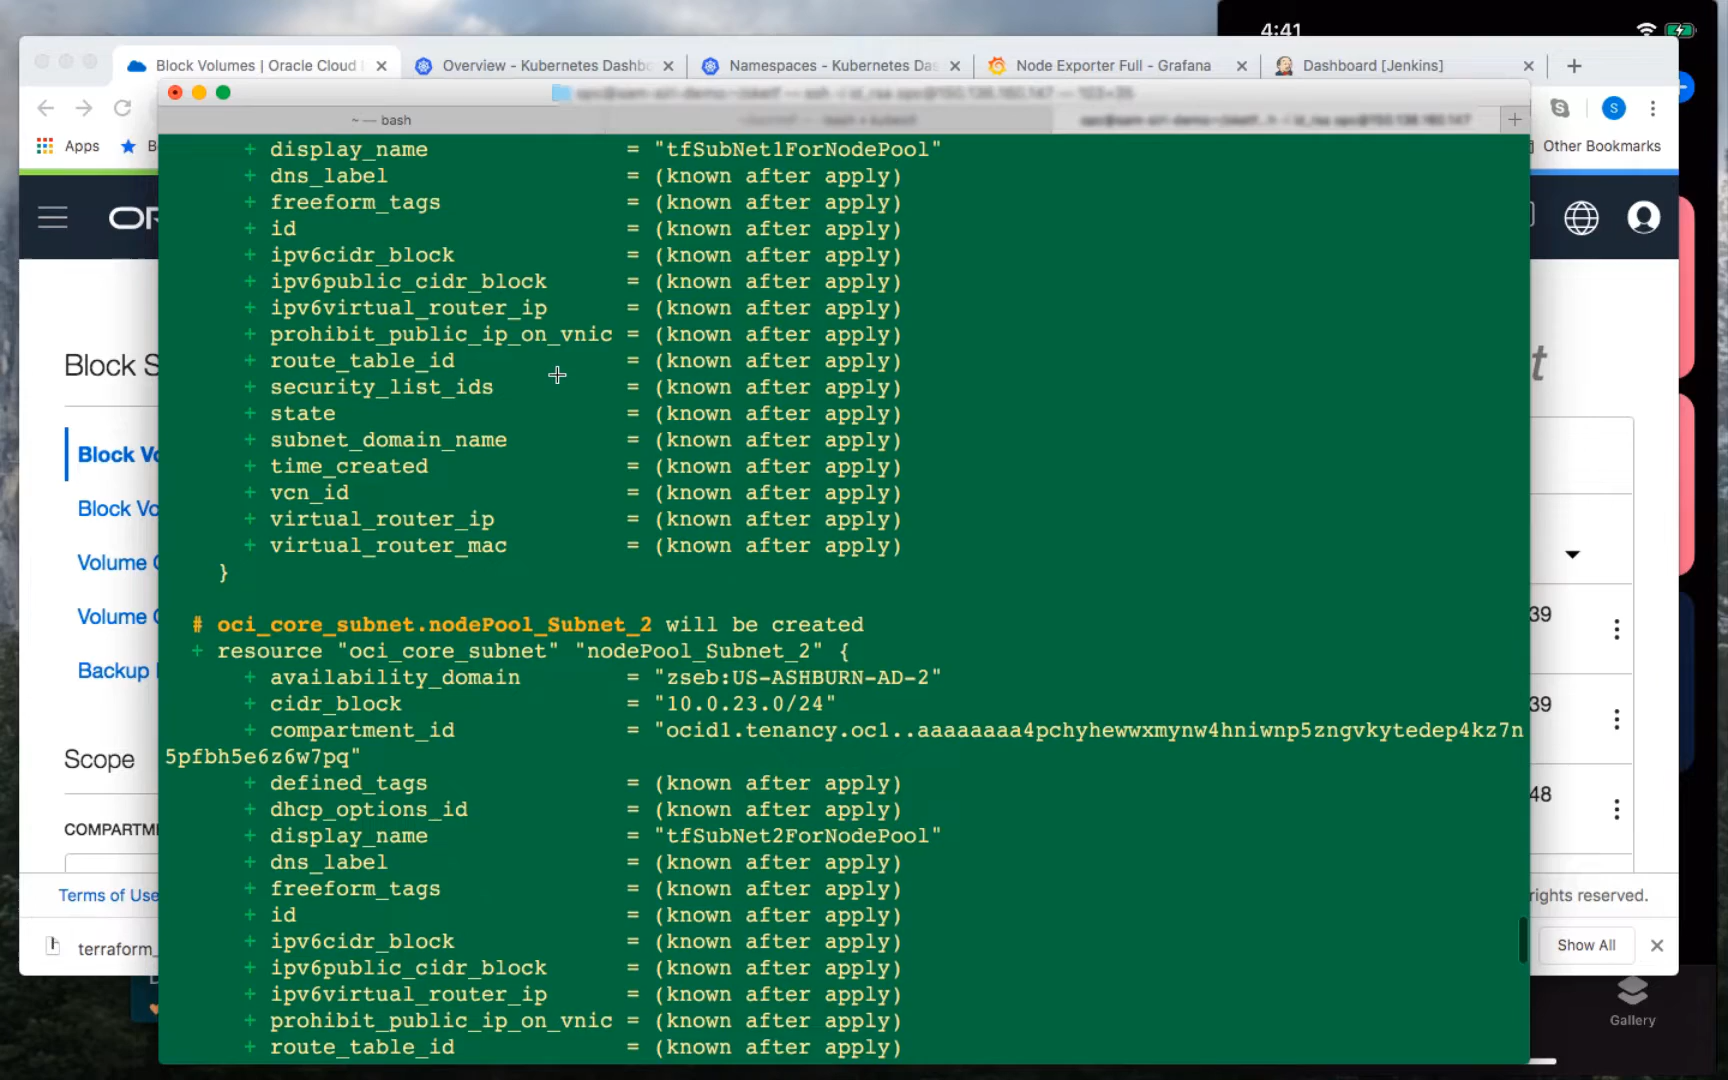 4:41
Block Volumes | Oracle Cloud
Overview - Kubernetes Dashbo
Namespaces - Kubernetes Das
Node Exporter Full - Grafana
Dashboard [Jenkins]
~ — bash
Apps
B
Other Bookmarks
S
OR
+ display_name = "tfSubNet1ForNodePool"
+ dns_label = (known after apply)
+ freeform_tags = (known after apply)
+ id = (known after apply)
+ ipv6cidr_block = (known after apply)
+ ipv6public_cidr_block = (known after apply)
+ ipv6virtual_router_ip = (known after apply)
+ prohibit_public_ip_on_vnic = (known after apply)
+ route_table_id = (known after apply)
+ security_list_ids = (known after apply)
+ state = (known after apply)
+ subnet_domain_name = (known after apply)
+ time_created = (known after apply)
+ vcn_id = (known after apply)
+ virtual_router_ip = (known after apply)
+ virtual_router_mac = (known after apply)
}
# oci_core_subnet.nodePool_Subnet_2 will be created
+ resource "oci_core_subnet" "nodePool_Subnet_2" {
+ availability_domain = "zseb:US-ASHBURN-AD-2"
+ cidr_block = "10.0.23.0/24"
+ compartment_id = "ocid1.tenancy.oc1..aaaaaaaa4pchyhewwxmynw4hniwnp5zngvkytedep4kz7n
5pfbh5e6z6w7pq"
+ defined_tags = (known after apply)
+ dhcp_options_id = (known after apply)
+ display_name = "tfSubNet2ForNodePool"
+ dns_label = (known after apply)
+ freeform_tags = (known after apply)
+ id = (known after apply)
+ ipv6cidr_block = (known after apply)
+ ipv6public_cidr_block = (known after apply)
+ ipv6virtual_router_ip = (known after apply)
+ prohibit_public_ip_on_vnic = (known after apply)
+ route_table_id = (known after apply)
Block S
Block Vo
Block Vo
Volume G
Volume G
Backup
Scope
COMPARTME
Terms of Use
terraform_
t
39
39
48
rights reserved.
Show All
Gallery